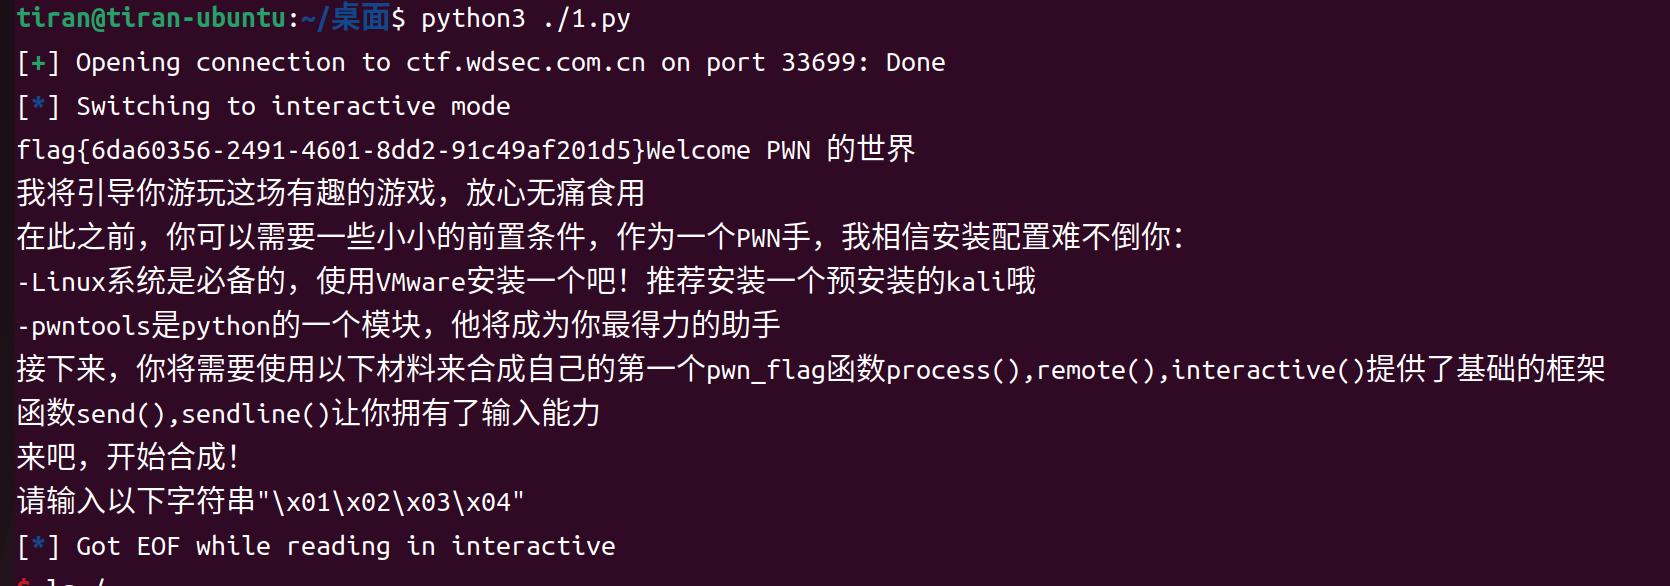 tiran@tiran-ubuntu:~/桌面$ python3 ./1.py
[+] Opening connection to ctf.wdsec.com.cn on port 33699: Done
[*] Switching to interactive mode
flag{6da60356-2491-4601-8dd2-91c49af201d5}Welcome PWN 的世界
我将引导你游玩这场有趣的游戏，放心无痛食用
在此之前，你可以需要一些小小的前置条件，作为一个PWN手，我相信安装配置难不倒你：
-Linux系统是必备的，使用VMware安装一个吧！推荐安装一个预安装的kali哦
-pwntools是python的一个模块，他将成为你最得力的助手
接下来，你将需要使用以下材料来合成自己的第一个pwn_flag函数process(),remote(),interactive()提供了基础的框架
函数send(),sendline()让你拥有了输入能力
来吧，开始合成！
请输入以下字符串"\x01\x02\x03\x04"
[*] Got EOF while reading in interactive